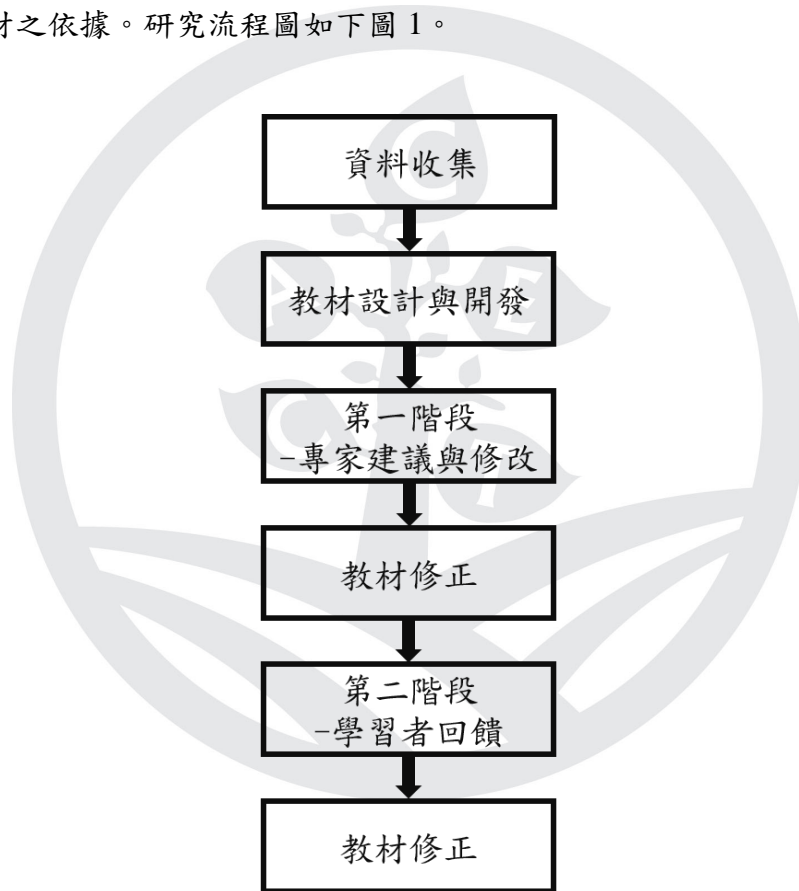 材之依據。研究流程圖如下圖 1。
資料收集
教材設計與開發
第一階段
-專家建議與修改
教材修正
第二階段
-學習者回饋
教材修正
A
C
C
E
C
T